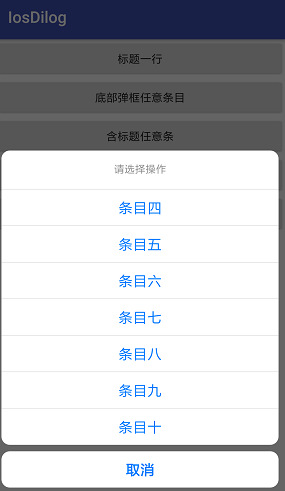 IosDilog
标题一行
底部弹框任意条目
含标题任意条
请选择操作
条目四
条目五
条目六
条目七
条目八
条目九
条目十
取消